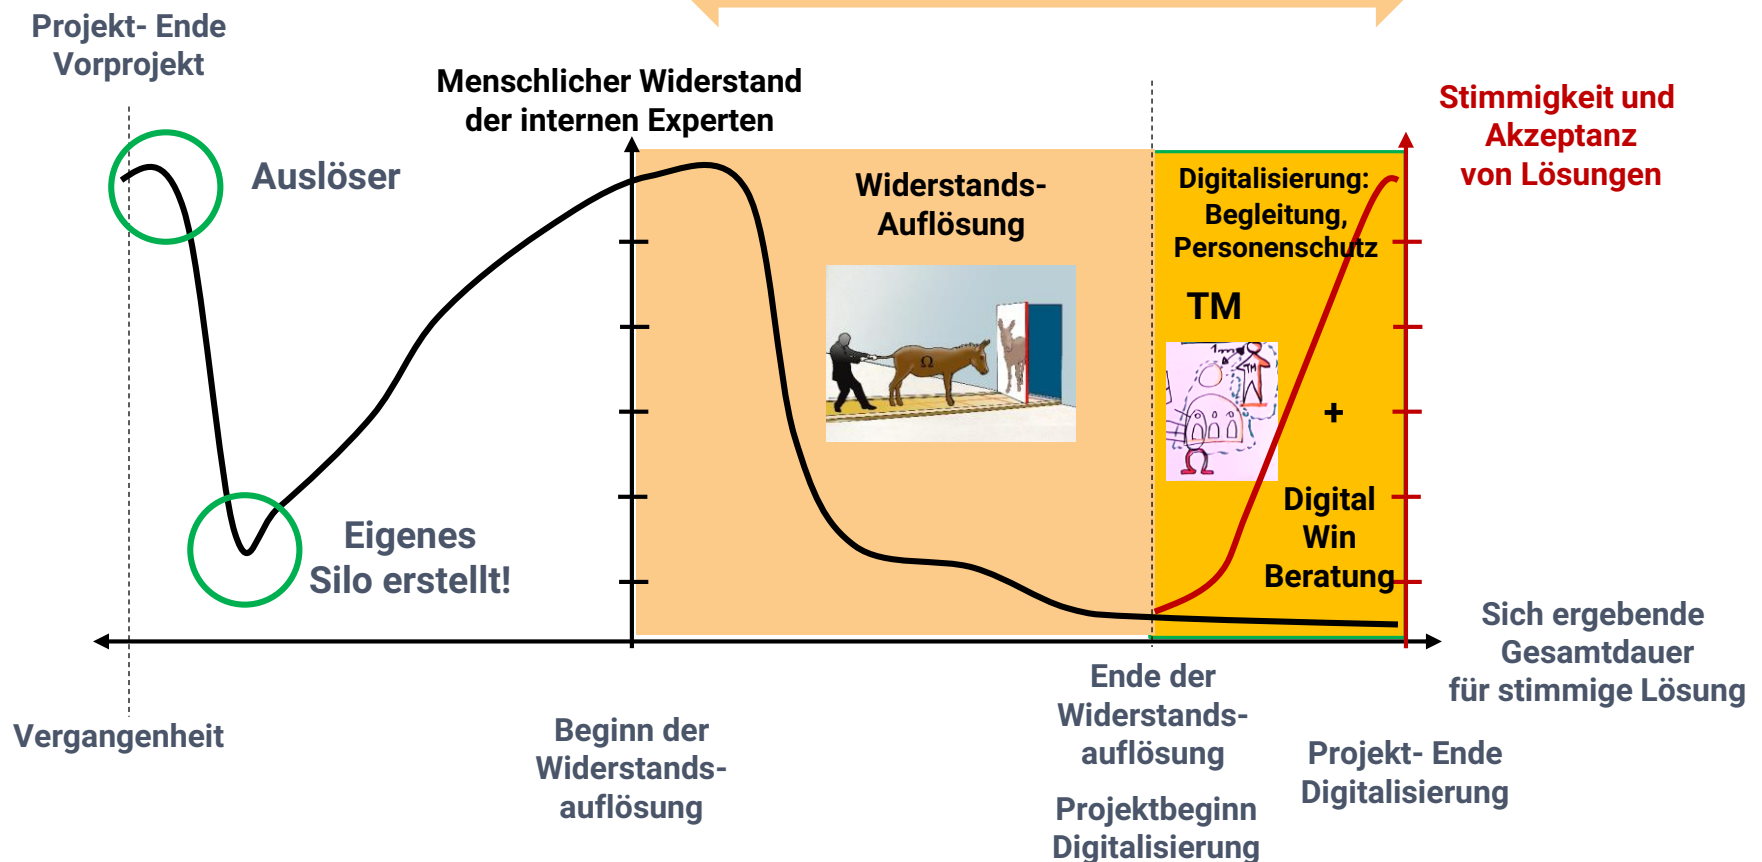 Projekt- Ende
Vorprojekt
Menschlicher Widerstand
der internen Experten
Stimmigkeit und
Akzeptanz
von Lösungen
Auslöser
Widerstands-
Auflösung
Digitalisierung:
Begleitung,
Personenschutz
TM
Ω
1m
TM
Ω
+
Digital
Win
Beratung
Eigenes
Silo erstellt!
Sich ergebende
Gesamtdauer
für stimmige Lösung
Vergangenheit
Beginn der
Widerstands-
auflösung
Ende der
Widerstands-
auflösung
Projektbeginn
Digitalisierung
Projekt- Ende
Digitalisierung